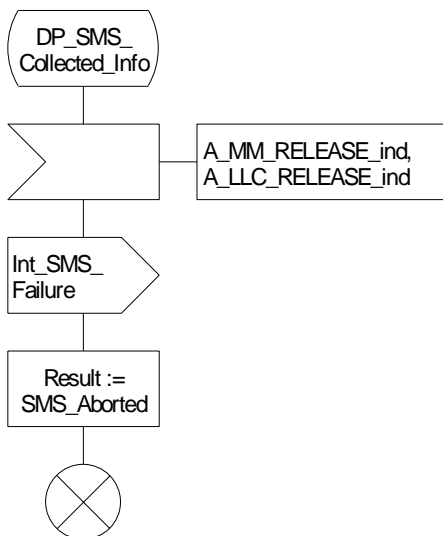 DP_SMS_
Collected_Info
A_MM_RELEASE_ind,
A_LLC_RELEASE_ind
Int_SMS_
Failure
Result :=
SMS_Aborted